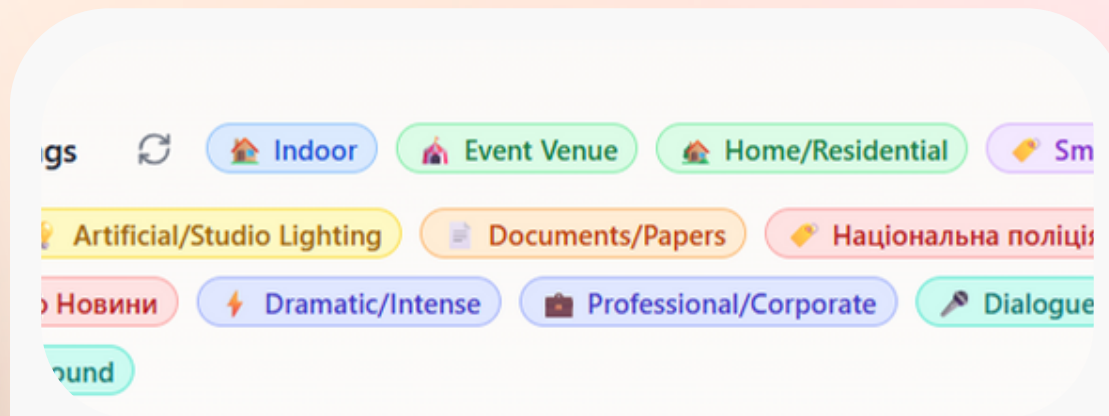 gs Indoor Event Venue Home/Residential Sm
Artificial/Studio Lighting Documents/Papers Національна поліція
о Новини Dramatic/Intense Professional/Corporate Dialogue
ound